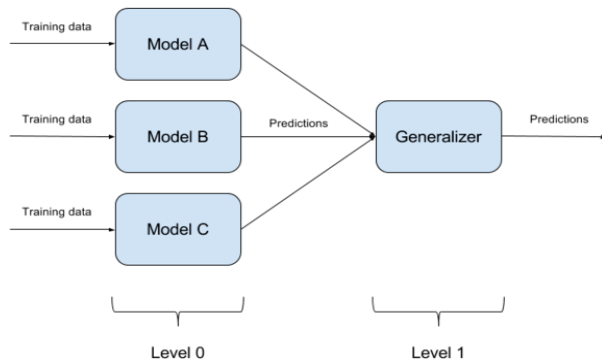 Training data
Model A
Training data
Model B
Predictions
Generalizer
Predictions
Training data
Model C
Level 0
Level 1